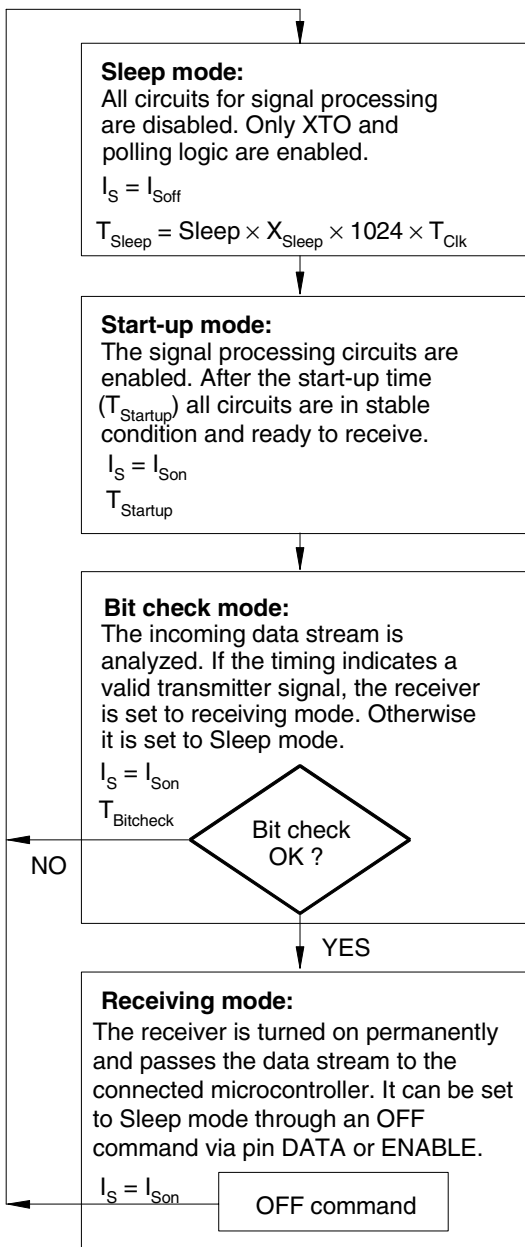 Sleep mode:
All circuits for signal processing
are disabled. Only XTO and
polling logic are enabled.
I_S = I_Soff
T_Sleep = Sleep × X_Sleep × 1024 × T_Clk
Start-up mode:
The signal processing circuits are
enabled. After the start-up time
(T_Startup) all circuits are in stable
condition and ready to receive.
I_S = I_Son
T_Startup
Bit check mode:
The incoming data stream is
analyzed. If the timing indicates a
valid transmitter signal, the receiver
is set to receiving mode. Otherwise
it is set to Sleep mode.
I_S = I_Son
T_Bitcheck
Bit check
OK ?
NO
YES
Receiving mode:
The receiver is turned on permanently
and passes the data stream to the
connected microcontroller. It can be set
to Sleep mode through an OFF
command via pin DATA or ENABLE.
I_S = I_Son
OFF command